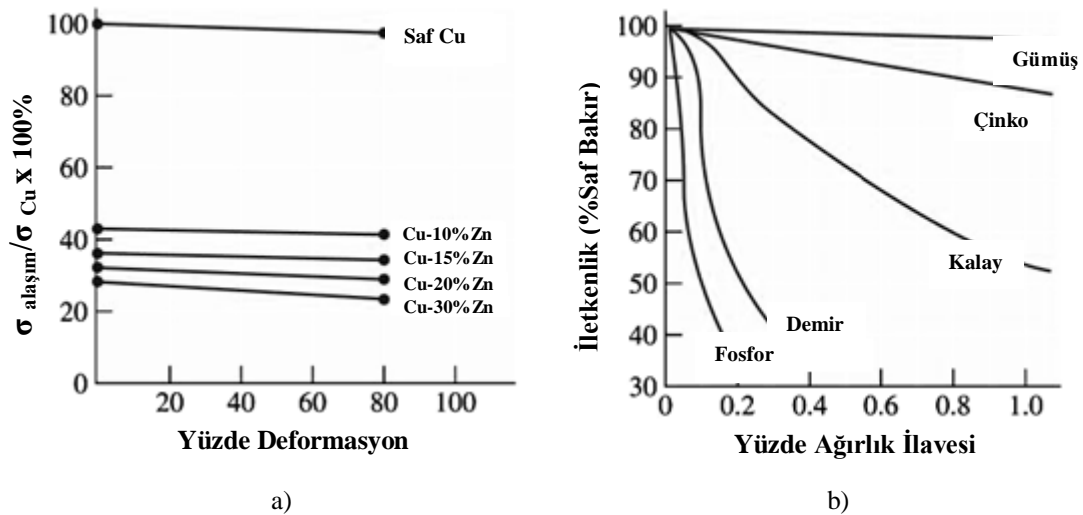 σ alaşım/σ Cu X 100%
100
80
60
40
20
0
20 40 60 80 100
Yüzde Deformasyon
Saf Cu
Cu-10%Zn
Cu-15%Zn
Cu-20%Zn
Cu-30%Zn
a)
İletkenlik (%Saf Bakır)
100
90
80
70
60
50
40
30
0 0.2 0.4 0.6 0.8 1.0
Yüzde Ağırlık İlavesi
Gümüş
Çinko
Kalay
Demir
Fosfor
b)